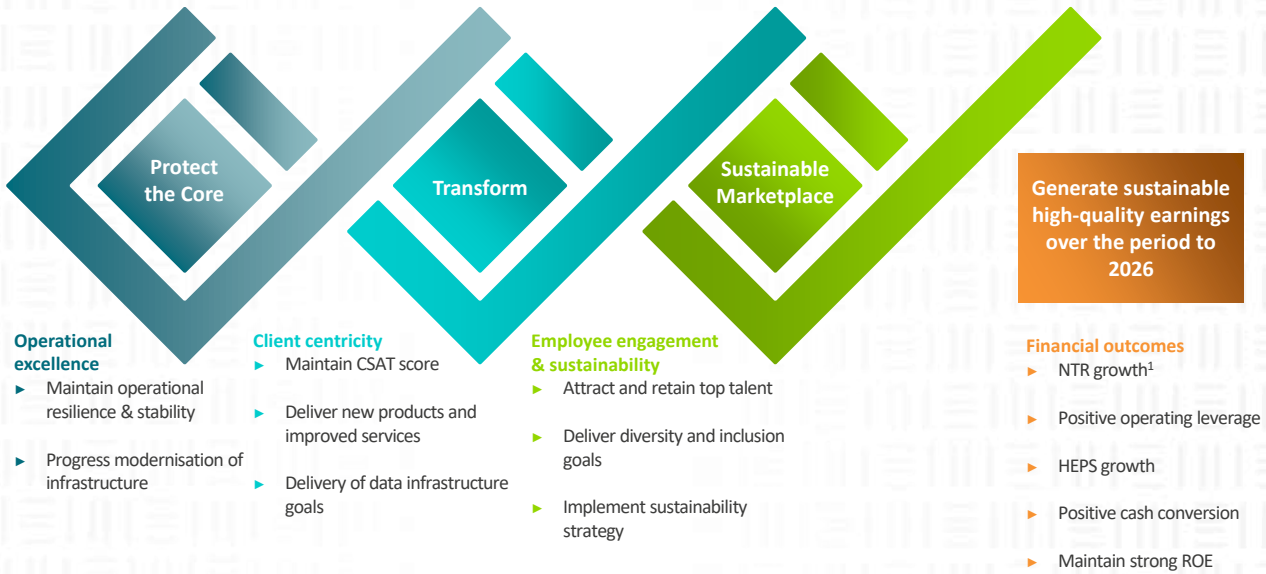 Protect
the Core
Transform
Sustainable
Marketplace
Generate sustainable
high-quality earnings
over the period to
2026
Operational
excellence
► Maintain operational
resilience & stability
► Progress modernisation of
infrastructure
Client centricity
► Maintain CSAT score
► Deliver new products and
improved services
► Delivery of data infrastructure
goals
Employee engagement
& sustainability
► Attract and retain top talent
► Deliver diversity and inclusion
goals
► Implement sustainability
strategy
Financial outcomes
► NTR growth¹
► Positive operating leverage
► HEPS growth
► Positive cash conversion
► Maintain strong ROE